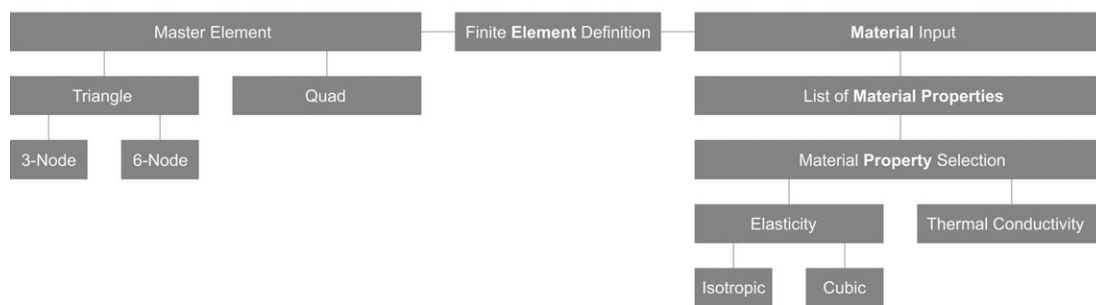 Master Element
Finite Element Definition
Material Input
Triangle
Quad
List of Material Properties
3-Node
6-Node
Material Property Selection
Elasticity
Thermal Conductivity
Isotropic
Cubic